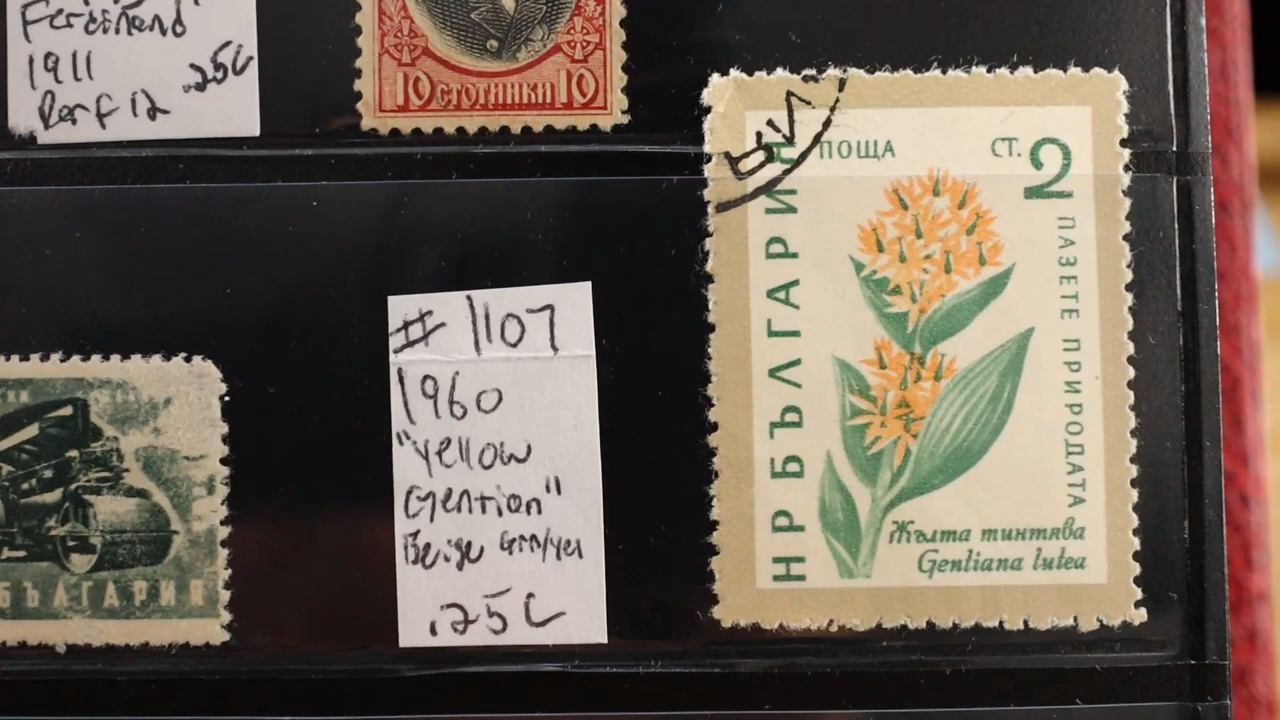 Ferdinand"
1911
Perf 12 .25¢
10 СТОТИНКИ 10
# 1107
1960
"Yellow
Gentian"
Beige Grn/Yel
.25¢
БЪЛГАРИЯ
НР БЪЛГАРИЯ
ПОЩА
СТ. 2
ПАЗЕТЕ ПРИРОДАТА
Жълта тинтява
Gentiana lutea